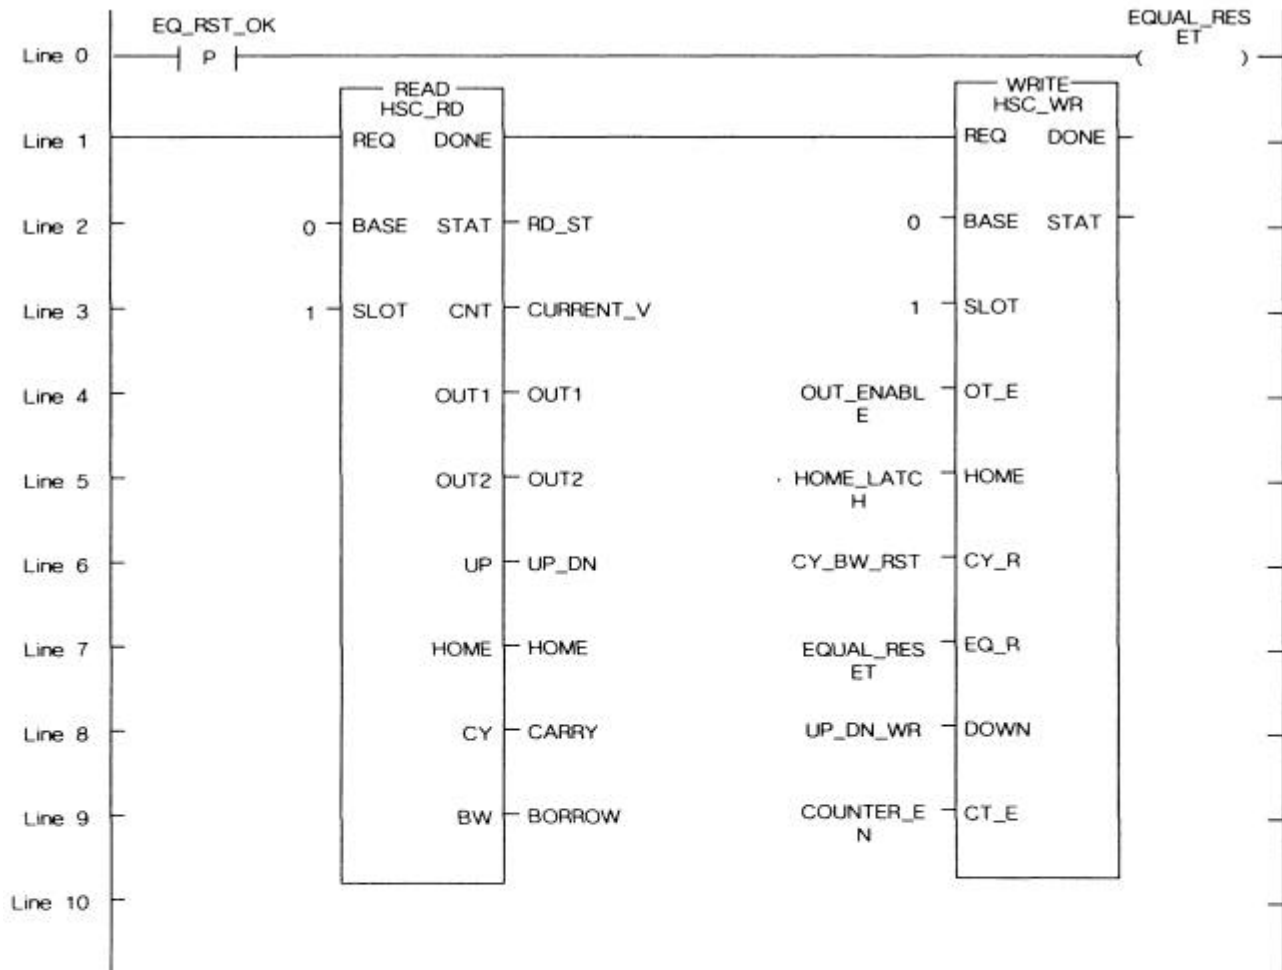 EQ_RST_OK
EQUAL_RES
ET
Line 0
P
( )
READ
HSC_RD
WRITE
HSC_WR
Line 1
REQ DONE
REQ DONE
Line 2
0 BASE STAT RD_ST
0 BASE STAT
Line 3
1 SLOT CNT CURRENT_V
1 SLOT
Line 4
OUT1 OUT1
OUT_ENABL
E
OT_E
Line 5
OUT2 OUT2
HOME_LATC
H
HOME
Line 6
UP UP_DN
CY_BW_RST CY_R
Line 7
HOME HOME
EQUAL_RES
ET
EQ_R
Line 8
CY CARRY
UP_DN_WR DOWN
Line 9
BW BORROW
COUNTER_E
N
CT_E
Line 10